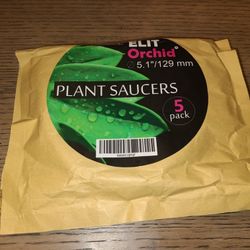 ELIT
Orchid
∅ 5.1"/129 mm
PLANT SAUCERS
5
pack